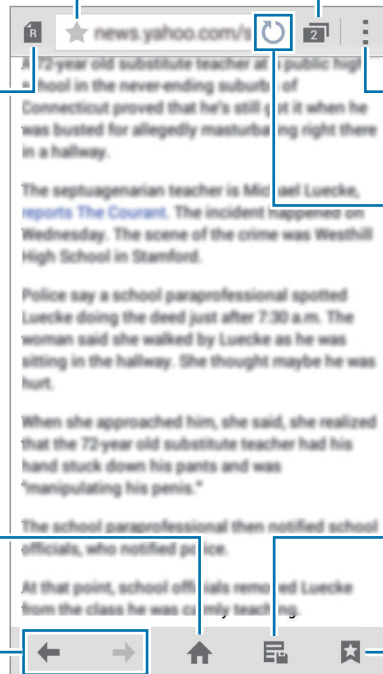 R
news.yahoo.com/s
2
A 72-year old substitute teacher at a public high
school in the never-ending suburbs of
Connecticut proved that he's still got it when he
was busted for allegedly masturbating right there
in a hallway.
The septuagenarian teacher is Michael Luecke,
reports The Courant. The incident happened on
Wednesday. The scene of the crime was Westhill
High School in Stamford.
Police say a school paraprofessional spotted
Luecke doing the deed just after 7:30 a.m. The
woman said she walked by Luecke as he was
sitting in the hallway. She thought maybe he was
hurt.
When she approached him, she said, she realized
that the 72-year old substitute teacher had his
hand stuck down his pants and was
"manipulating his penis."
The school paraprofessional then notified school
officials, who notified police.
At that point, school officials removed Luecke
from the class he was calmly teaching.